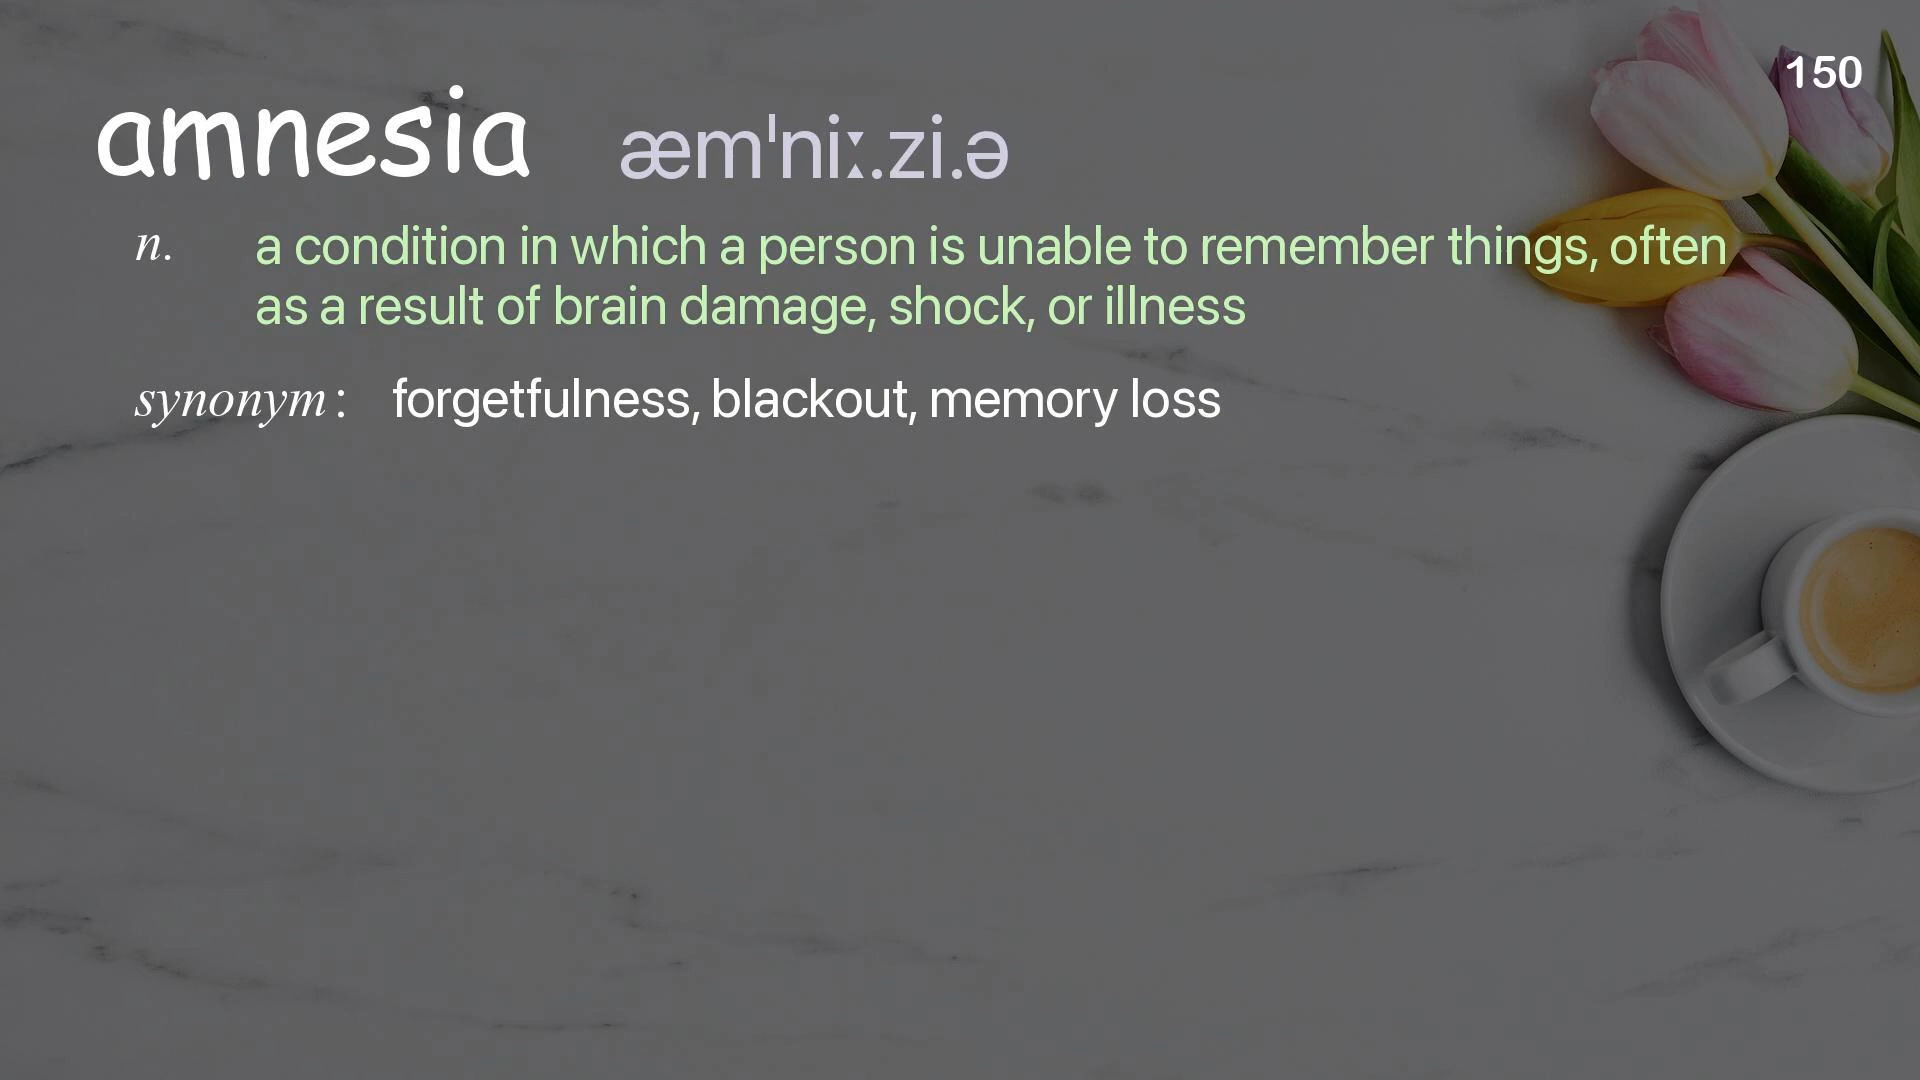 150
amnesia æmˈniː.zi.ə
n. a condition in which a person is unable to remember things, often
as a result of brain damage, shock, or illness
synonym : forgetfulness, blackout, memory loss